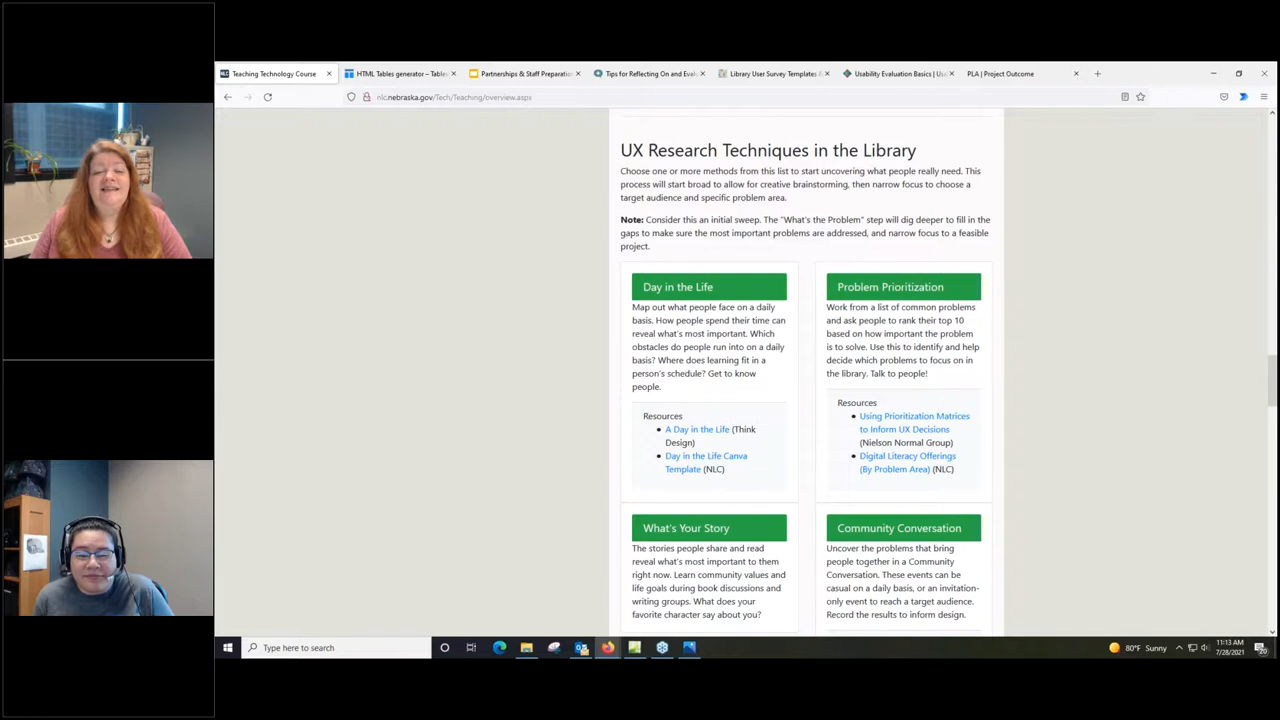 Teaching Technology Course
HTML Tables generator – Table
Partnerships & Staff Preparation
Tips for Reflecting On and Eval
Library User Survey Templates &
Usability Evaluation Basics | Us
PLA | Project Outcome
nlc.nebraska.gov/Tech/Teaching/overview.aspx
UX Research Techniques in the Library
Choose one or more methods from this list to start uncovering what people really need. This
process will start broad to allow for creative brainstorming, then narrow focus to choose a
target audience and specific problem area.
Note: Consider this an initial sweep. The "What's the Problem" step will dig deeper to fill in the
gaps to make sure the most important problems are addressed, and narrow focus to a feasible
project.
Day in the Life
Map out what people face on a daily
basis. How people spend their time can
reveal what's most important. Which
obstacles do people run into on a daily
basis? Where does learning fit in a
person's schedule? Get to know
people.
Resources
A Day in the Life (Think
Design)
Day in the Life Canva
Template (NLC)
Problem Prioritization
Work from a list of common problems
and ask people to rank their top 10
based on how important the problem
is to solve. Use this to identify and help
decide which problems to focus on in
the library. Talk to people!
Resources
Using Prioritization Matrices
to Inform UX Decisions
(Nielson Normal Group)
Digital Literacy Offerings
(By Problem Area) (NLC)
What's Your Story
The stories people share and read
reveal what's most important to them
right now. Learn community values and
life goals during book discussions and
writing groups. What does your
favorite character say about you?
Community Conversation
Uncover the problems that bring
people together in a Community
Conversation. These events can be
casual on a daily basis, or an invitation-
only event to reach a target audience.
Record the results to inform design.
Type here to search
80°F Sunny
11:13 AM
7/28/2021
20